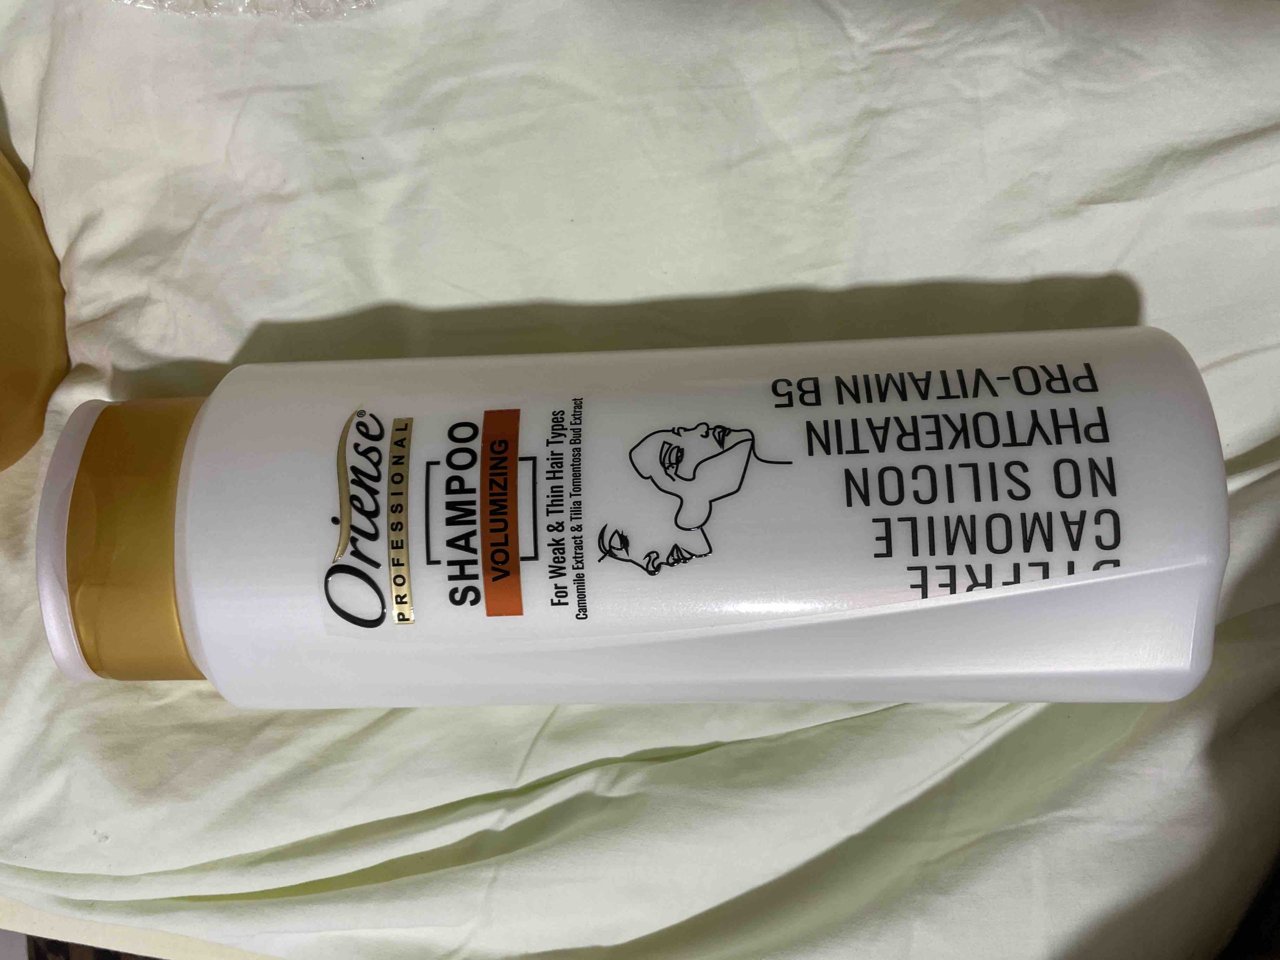 Oriense®
PROFESSIONAL
SHAMPOO
VOLUMIZING
For Weak & Thin Hair Types
Camomile Extract & Tilia Tomentosa Bud Extract
PRO-VITAMIN B5
PHYTOKERATIN
NO SILICON
CAMOMILE